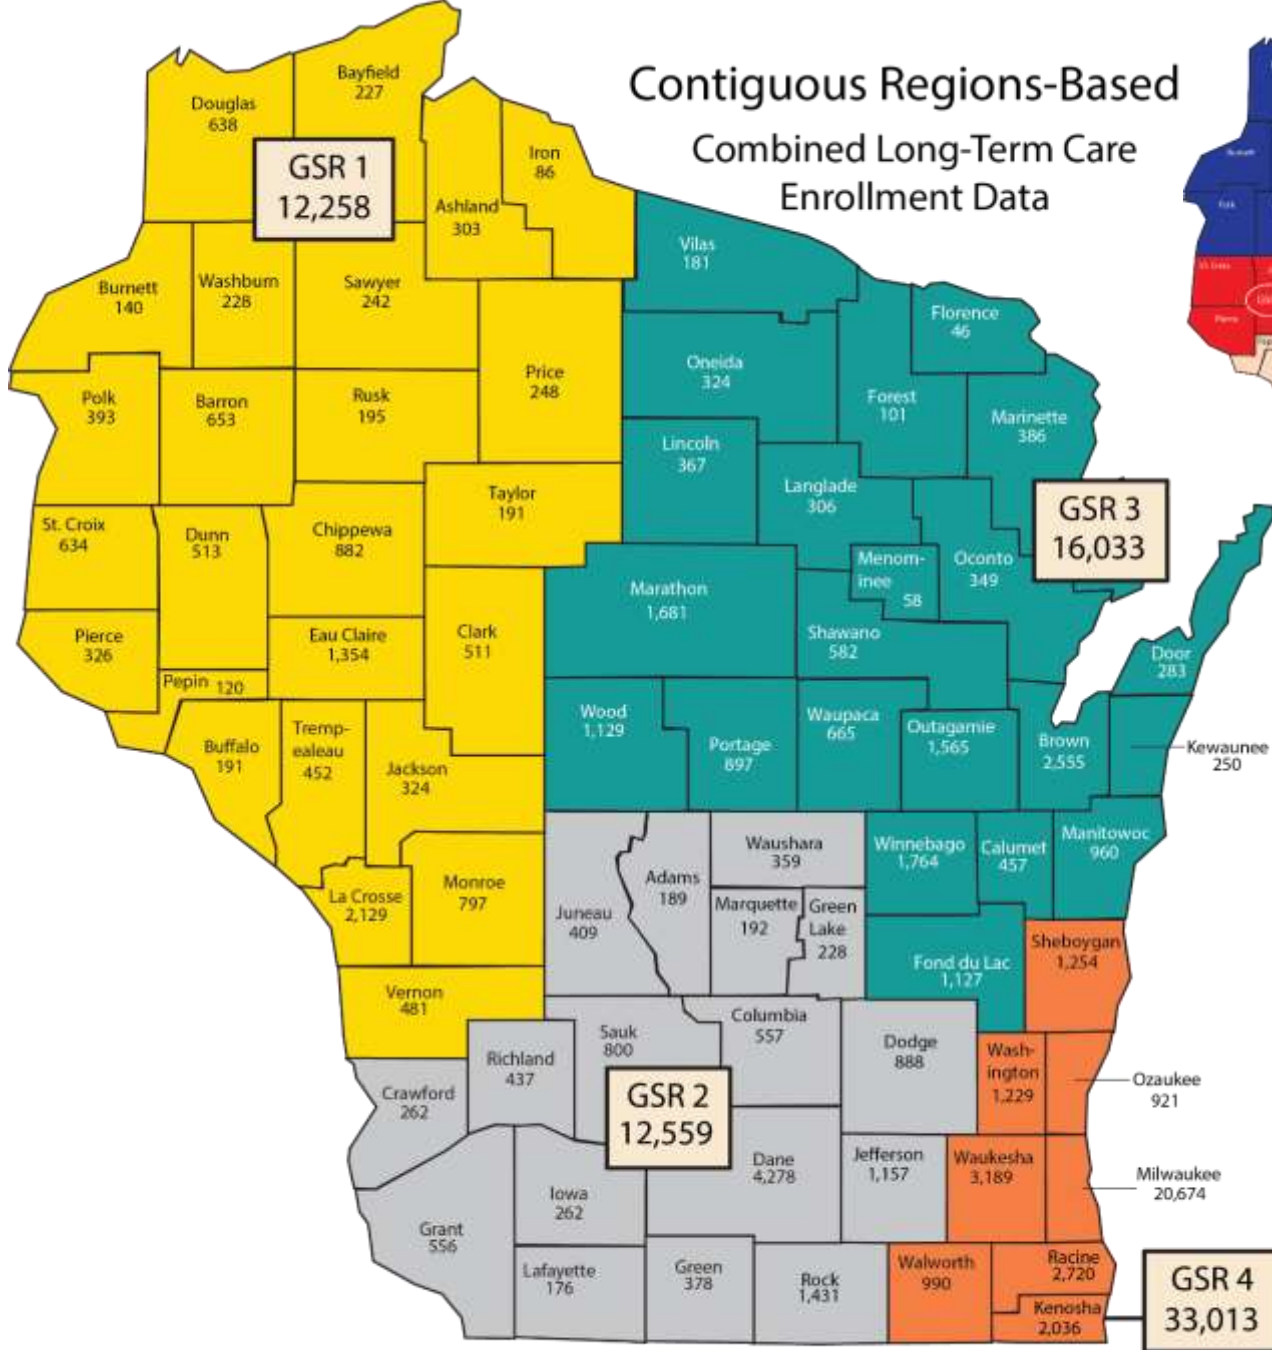 Contiguous Regions-Based
Combined Long-Term Care
Enrollment Data
Douglas
638
Bayfield
227
GSR 1
12,258
Iron
86
Ashland
303
Vilas
181
Burnett
140
Washburn
228
Sawyer
242
Florence
46
Polk
393
Barron
653
Rusk
195
Price
248
Oneida
324
Forest
101
Marinette
386
Lincoln
367
Langlade
306
Taylor
191
GSR 3
16,033
St. Croix
634
Dunn
513
Chippewa
882
Menom-
inee
58
Oconto
349
Marathon
1,681
Pierce
326
Eau Claire
1,354
Clark
511
Shawano
582
Door
283
Pepin 120
Buffalo
191
Tremp-
ealeau
452
Jackson
324
Wood
1,129
Portage
897
Waupaca
665
Outagamie
1,565
Brown
2,555
Kewaunee
250
La Crosse
2,129
Monroe
797
Juneau
409
Adams
189
Waushara
359
Marquette
192
Green
Lake
228
Winnebago
1,764
Calumet
457
Manitowoc
960
Fond du Lac
1,127
Sheboygan
1,254
Vernon
481
Richland
437
Sauk
800
Columbia
557
Dodge
888
Wash-
ington
1,229
Ozaukee
921
Crawford
262
GSR 2
12,559
Dane
4,278
Jefferson
1,157
Waukesha
3,189
Milwaukee
20,674
Grant
556
Iowa
262
Lafayette
176
Green
378
Rock
1,431
Walworth
990
Racine
2,720
Kenosha
2,036
GSR 4
33,013
Burnett
Polk
St. Croix
Pierce